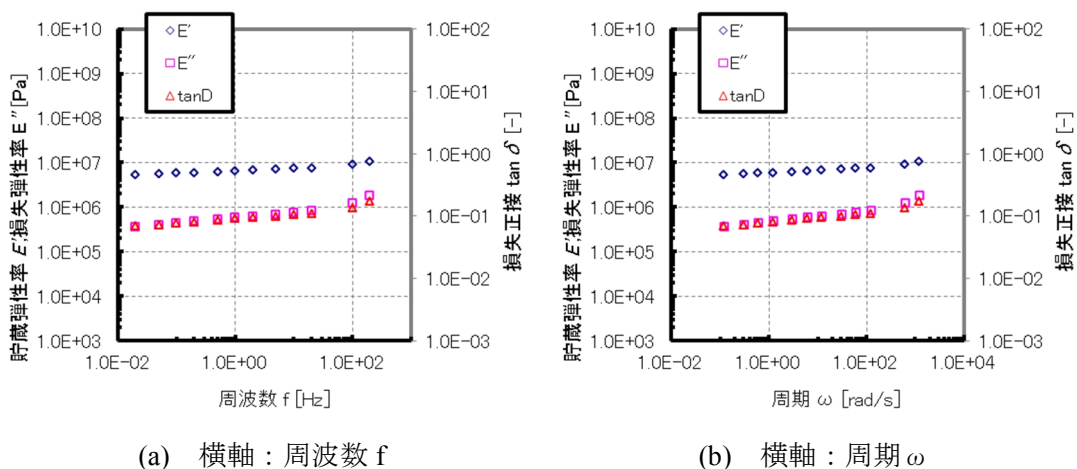 1.0E+10
1.0E+09
1.0E+08
1.0E+07
1.0E+06
1.0E+05
1.0E+04
1.0E+03
貯蔵弾性率 E',損失弾性率 E″ [Pa]
E'
E″
tanD
1.0E+02
1.0E+01
1.0E+00
1.0E-01
1.0E-02
1.0E-03
損失正接 tan δ [-]
1.0E-02 1.0E+00 1.0E+02
周波数 f [Hz]
(a) 横軸：周波数 f
1.0E+10
1.0E+09
1.0E+08
1.0E+07
1.0E+06
1.0E+05
1.0E+04
1.0E+03
貯蔵弾性率 E',損失弾性率 E″ [Pa]
E'
E″
tanD
1.0E+02
1.0E+01
1.0E+00
1.0E-01
1.0E-02
1.0E-03
損失正接 tan δ [-]
1.0E-02 1.0E+00 1.0E+02 1.0E+04
周期 ω [rad/s]
(b) 横軸：周期 ω